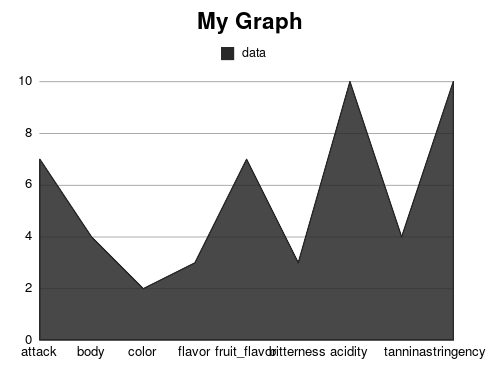 My Graph
data
10
8
6
4
2
0
attack body color flavor fruit_flavor bitterness acidity tannin astringency